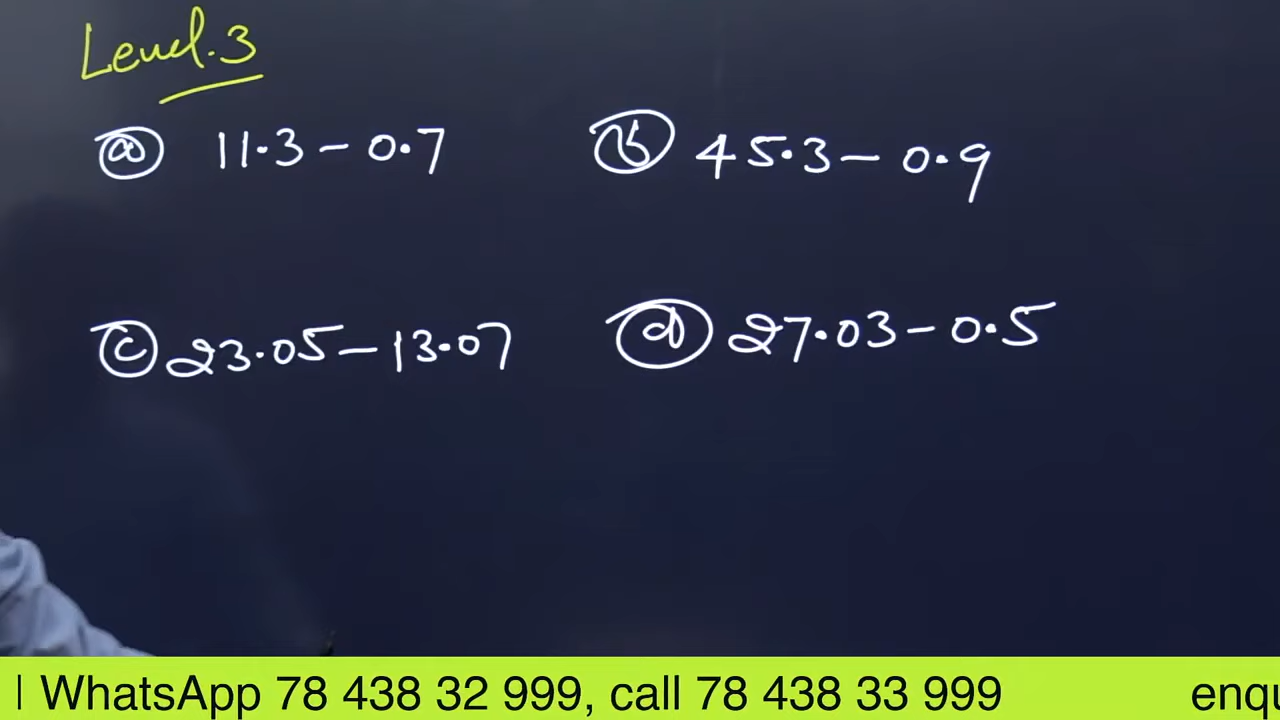 Level.3
ⓐ 11.3 - 0.7
ⓑ 45.3 - 0.9
ⓒ 23.05 - 13.07
ⓓ 27.03 - 0.5
| WhatsApp 78 438 32 999, call 78 438 33 999 enqu